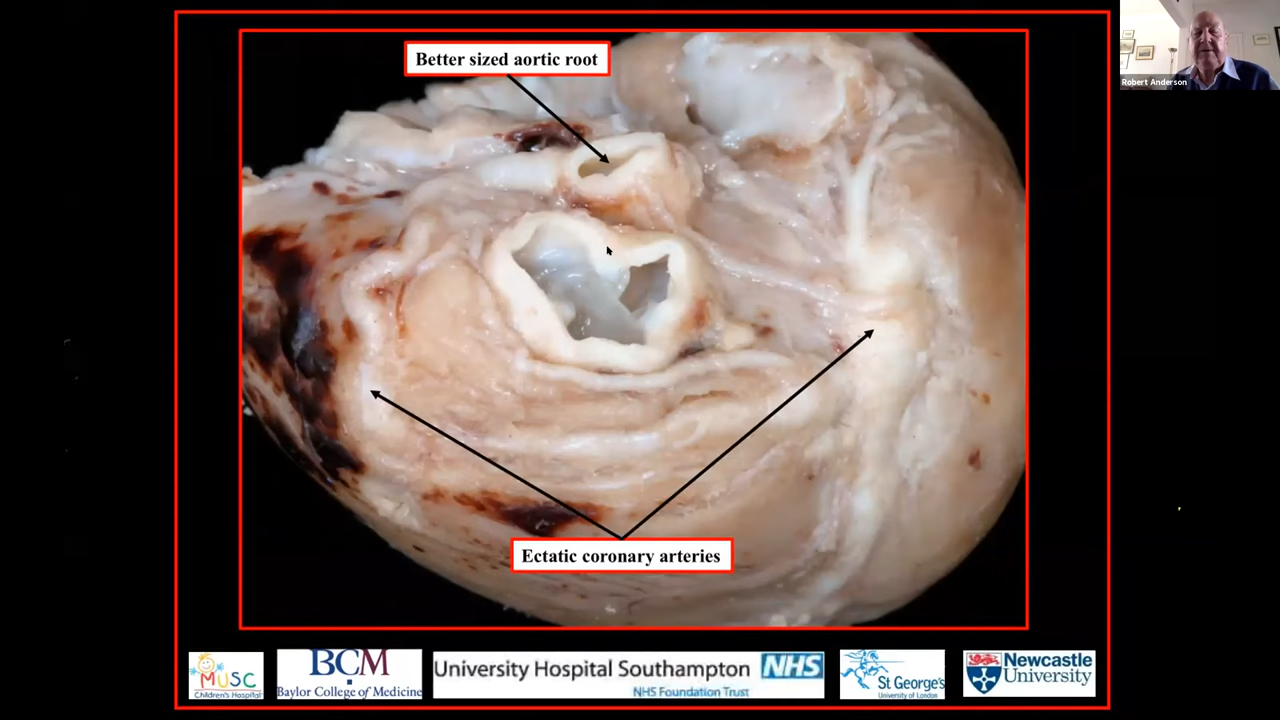 Better sized aortic root
Robert Anderson
Ectatic coronary arteries
MUSC
Children's Hospital
BCM
Baylor College of Medicine
University Hospital Southampton NHS
NHS Foundation Trust
St George's
University of London
Newcastle
University